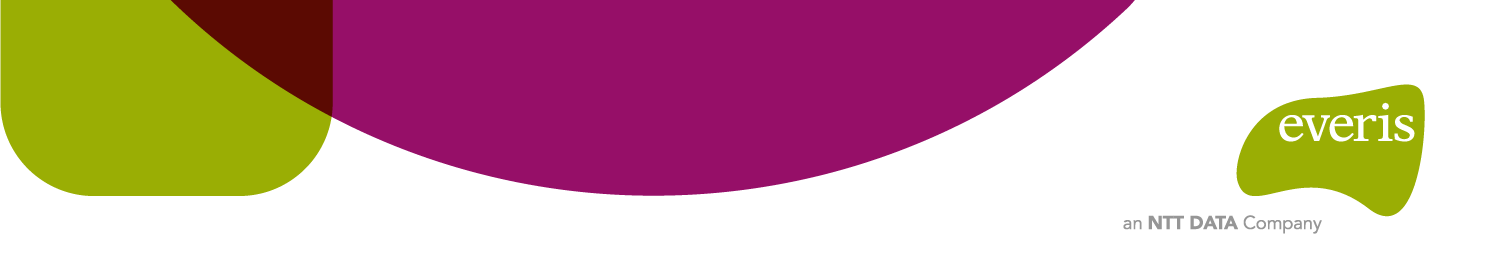 everis
an NTT DATA Company